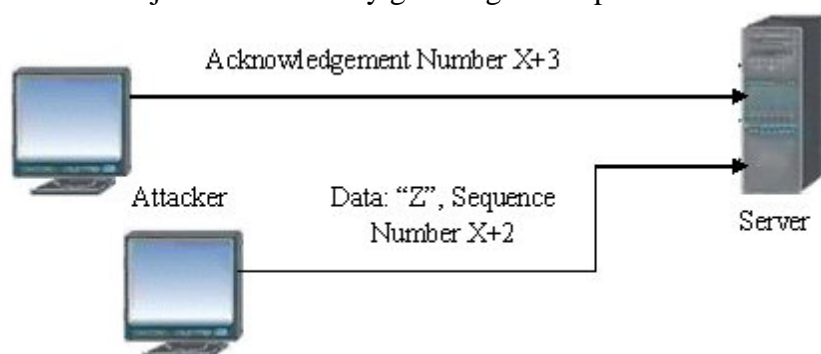 Acknowledgement Number X+3
Attacker
Data: “Z”, Sequence
Number X+2
Server